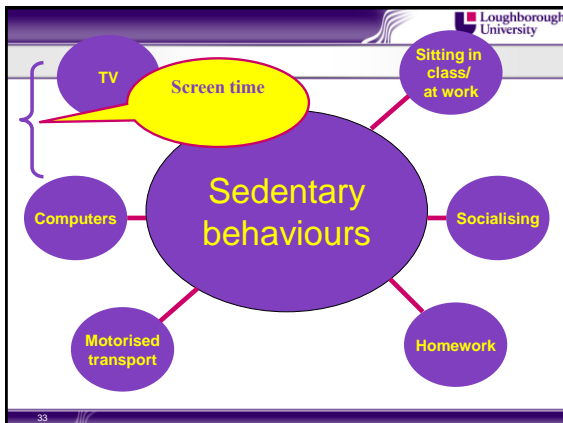 Loughborough
University
TV
Screen time
Sitting in
class/
at work
Sedentary
behaviours
Computers
Socialising
Motorised
transport
Homework
33